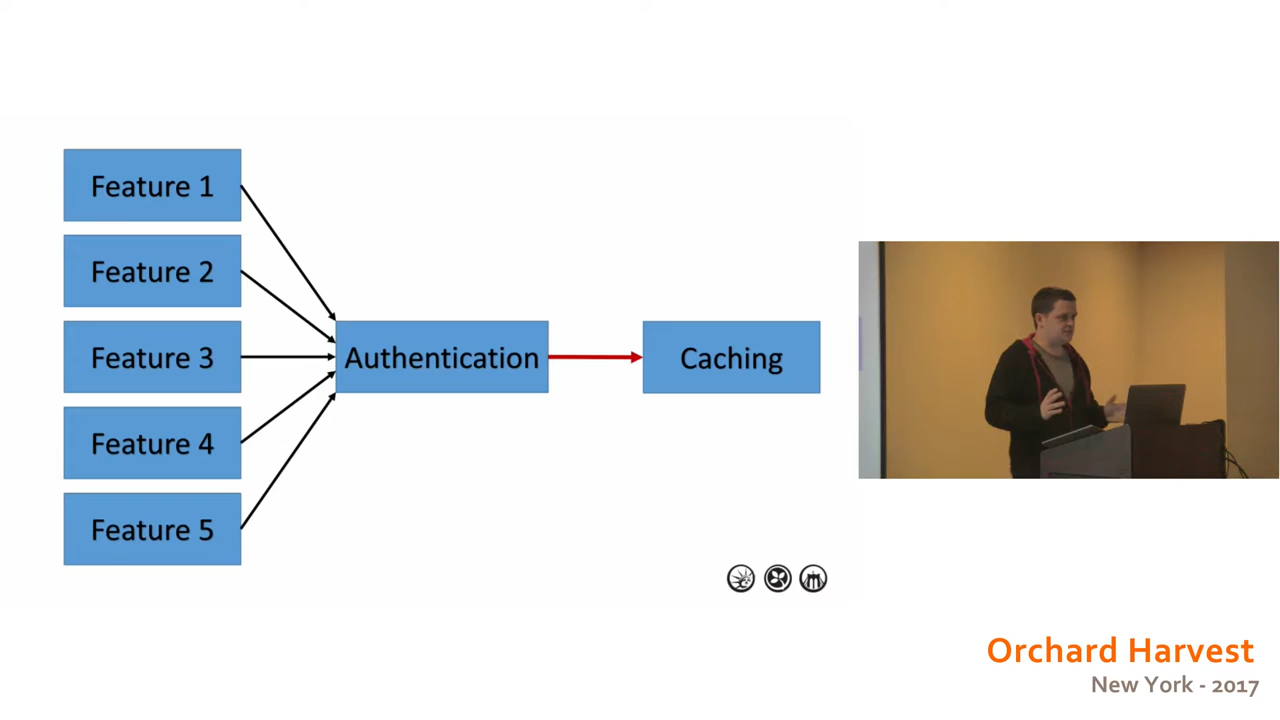 Feature 1
Feature 2
Feature 3
Feature 4
Feature 5
Authentication
Caching
Orchard Harvest
New York - 2017